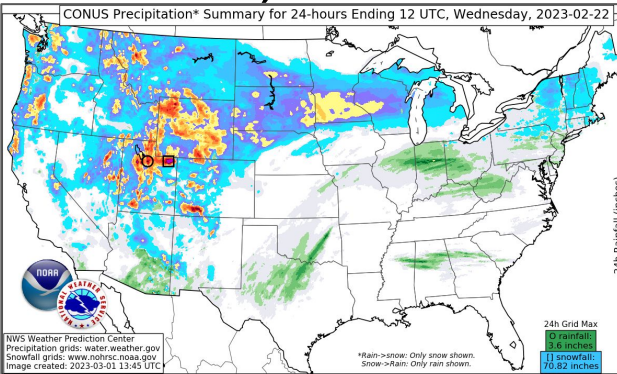 CONUS Precipitation* Summary for 24-hours Ending 12 UTC, Wednesday, 2023-02-22
NOAA
NATIONAL WEATHER SERVICE
NWS Weather Prediction Center
Precipitation grids: water.weather.gov
Snowfall grids: www.nohrsc.noaa.gov
Image created: 2023-03-01 13:45 UTC
*Rain->snow: Only snow shown.
Snow->Rain: Only rain shown.
24h Grid Max
O rainfall:
3.6 inches
[] snowfall:
70.82 inches